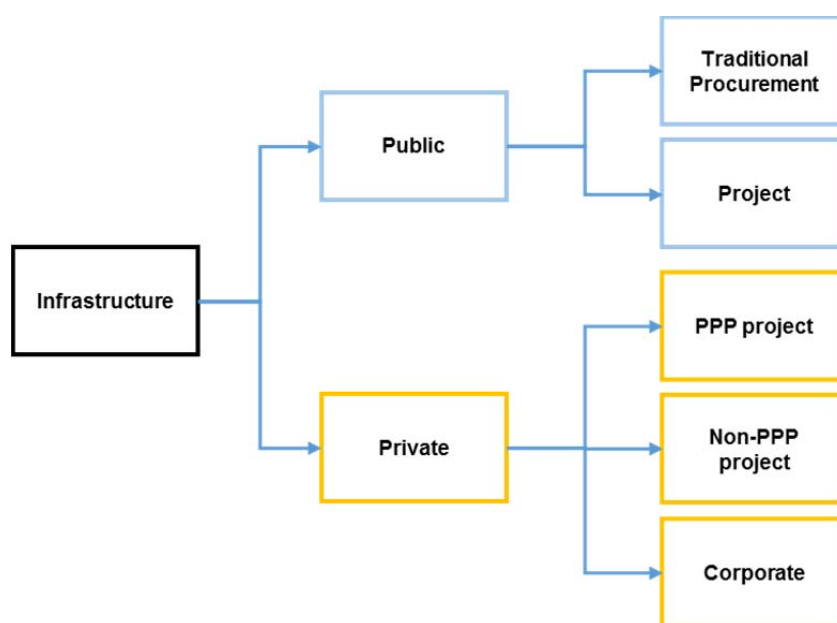 Traditional
Procurement
Public
Project
Infrastructure
PPP project
Private
Non-PPP
project
Corporate